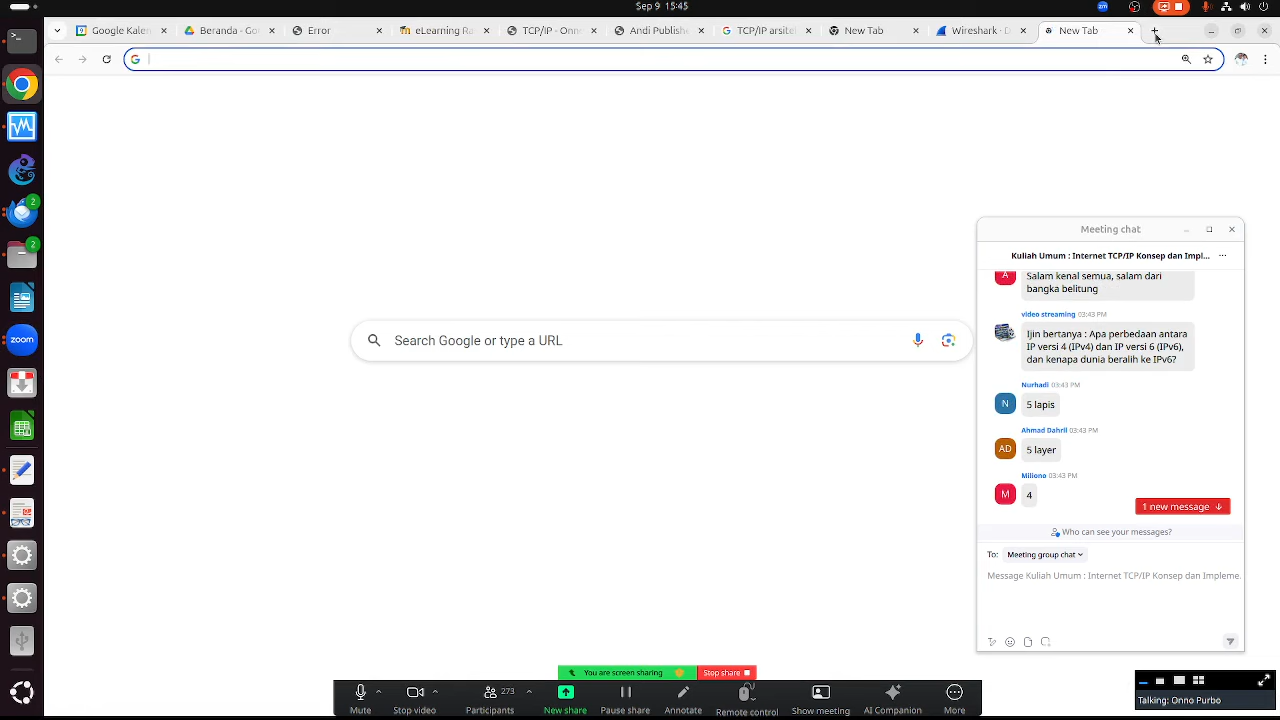 Sep 9 15:45
Google Kalen
Beranda - Go
Error
eLearning Ra
TCP/IP - Onn
Andi Publishe
TCP/IP arsitel
New Tab
Wireshark - D
New Tab
Search Google or type a URL
2
2
zoom
Meeting chat
Kuliah Umum : Internet TCP/IP Konsep dan Impl...
A
Salam kenal semua, salam dari
bangka belitung
video streaming 03:43 PM
Ijin bertanya : Apa perbedaan antara
IP versi 4 (IPv4) dan IP versi 6 (IPv6),
dan kenapa dunia beralih ke IPv6?
Nurhadi 03:43 PM
N
5 lapis
Ahmad Dahril 03:43 PM
AD
5 layer
Miliono 03:43 PM
M
4
1 new message
Who can see your messages?
To: Meeting group chat
Message Kuliah Umum : Internet TCP/IP Konsep dan Impleme.
You are screen sharing
Stop share
Mute
Stop video
273
Participants
New share
Pause share
Annotate
Remote control
Show meeting
AI Companion
More
Talking: Onno Purbo